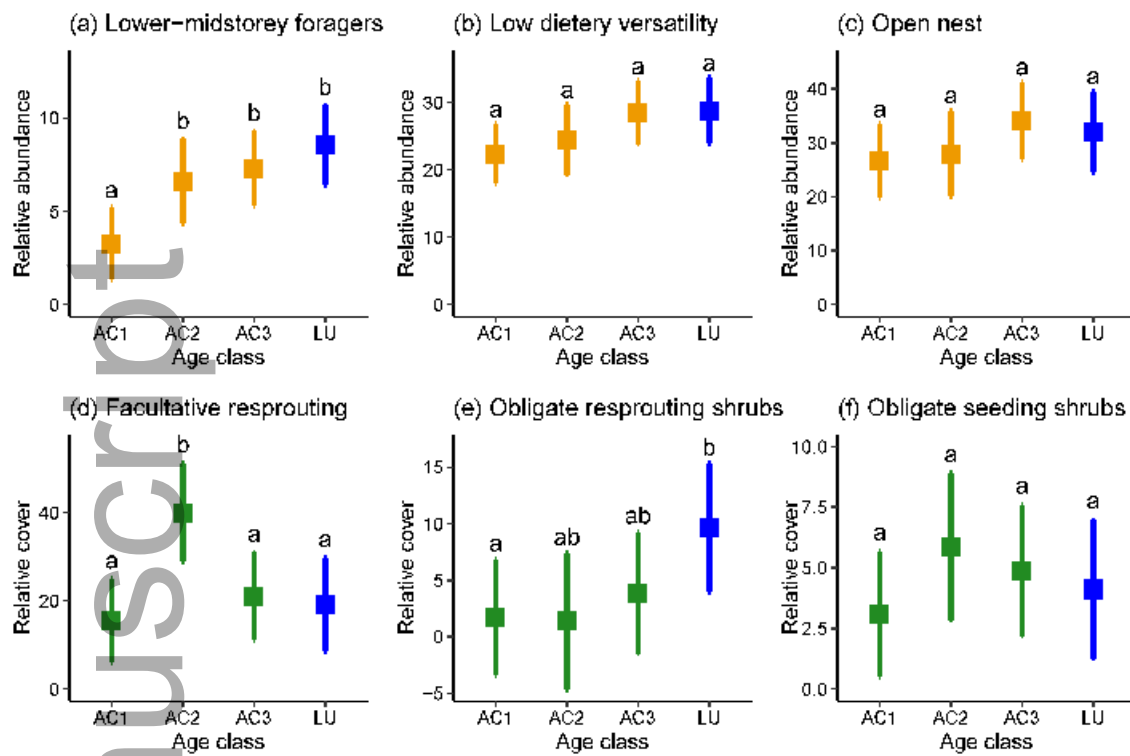 (a) Lower-midstorey foragers
(b) Low dietery versatility
(c) Open nest
Relative abundance
10
5
0
a
b
b
b
AC1 AC2 AC3 LU
Age class
Relative abundance
30
20
10
0
a
a
a
a
AC1 AC2 AC3 LU
Age class
Relative abundance
40
30
20
10
0
a
a
a
a
AC1 AC2 AC3 LU
Age class
(d) Facultative resprouting
(e) Obligate resprouting shrubs
(f) Obligate seeding shrubs
Relative cover
40
20
0
a
b
a
a
AC1 AC2 AC3 LU
Age class
Relative cover
15
10
5
0
-5
a
ab
ab
b
AC1 AC2 AC3 LU
Age class
Relative cover
10.0
7.5
5.0
2.5
0.0
a
a
a
a
AC1 AC2 AC3 LU
Age class
nuscript